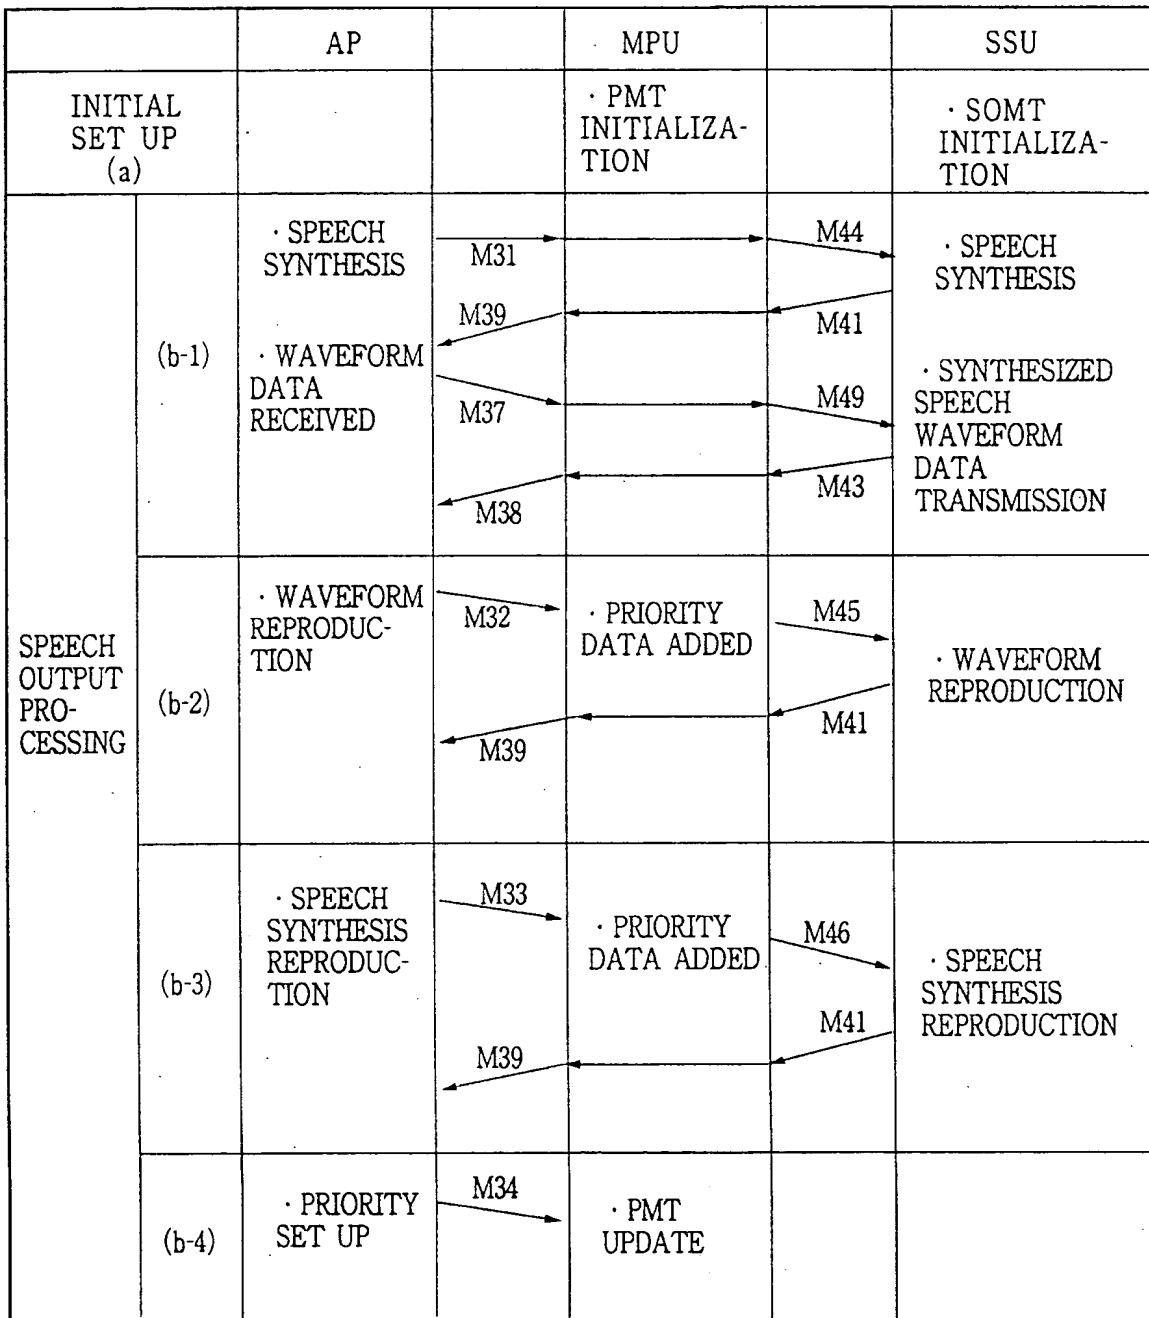 AP
MPU
SSU
INITIAL
SET UP
(a)
· PMT
INITIALIZA-
TION
· SOMT
INITIALIZA-
TION
SPEECH
OUTPUT
PRO-
CESSING
(b-1)
· SPEECH
SYNTHESIS
M31
M44
· SPEECH
SYNTHESIS
M39
M41
· WAVEFORM
DATA
RECEIVED
M37
M49
· SYNTHESIZED
SPEECH
WAVEFORM
DATA
TRANSMISSION
M38
M43
(b-2)
· WAVEFORM
REPRODUC-
TION
M32
· PRIORITY
DATA ADDED
M45
· WAVEFORM
REPRODUCTION
M39
M41
(b-3)
· SPEECH
SYNTHESIS
REPRODUC-
TION
M33
· PRIORITY
DATA ADDED
M46
· SPEECH
SYNTHESIS
REPRODUCTION
M39
M41
(b-4)
· PRIORITY
SET UP
M34
· PMT
UPDATE